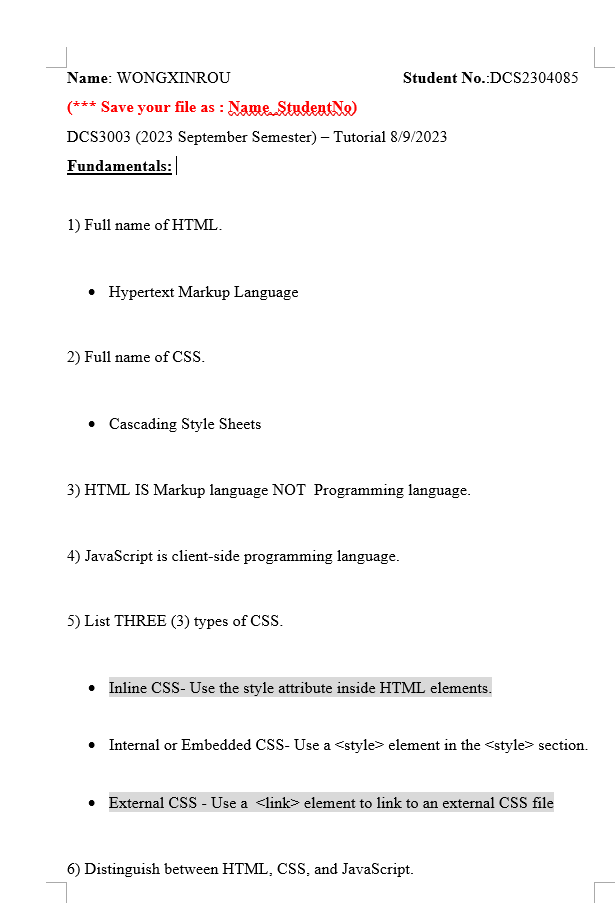 Name: WONGXINROU Student No.:DCS2304085
(*** Save your file as : Name_StudentNo)
DCS3003 (2023 September Semester) – Tutorial 8/9/2023
Fundamentals:
1) Full name of HTML.
• Hypertext Markup Language
2) Full name of CSS.
• Cascading Style Sheets
3) HTML IS Markup language NOT  Programming language.
4) JavaScript is client-side programming language.
5) List THREE (3) types of CSS.
• Inline CSS- Use the style attribute inside HTML elements.
• Internal or Embedded CSS- Use a <style> element in the <style> section.
• External CSS - Use a  <link> element to link to an external CSS file
6) Distinguish between HTML, CSS, and JavaScript.